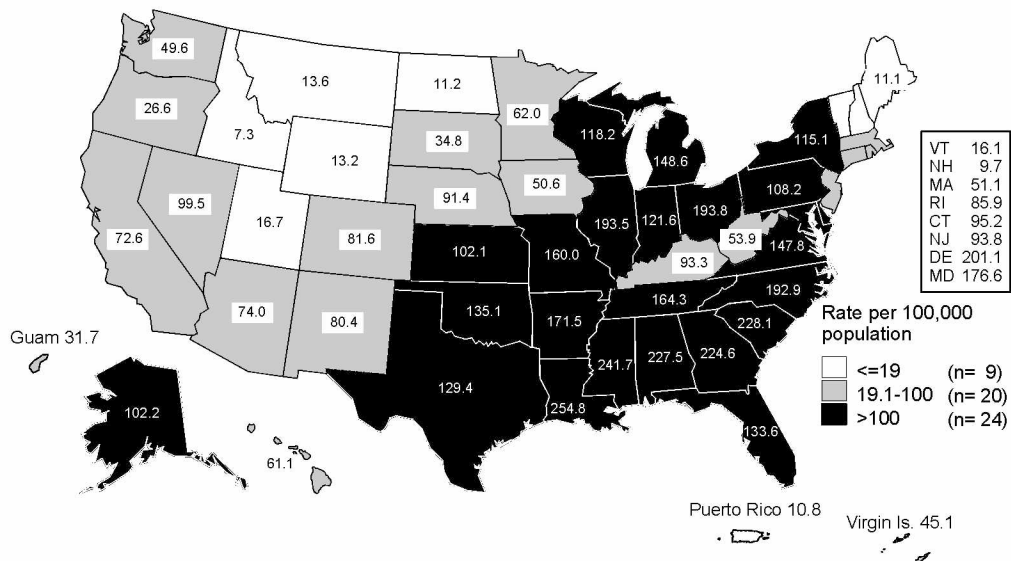 49.6
13.6
11.2
11.1
26.6
7.3
62.0
118.2
115.1
34.8
148.6
VT 16.1
NH 9.7
MA 51.1
RI 85.9
CT 95.2
NJ 93.8
DE 201.1
MD 176.6
13.2
108.2
50.6
91.4
99.5
193.8
16.7
193.5
121.6
72.6
81.6
53.9
147.8
102.1
160.0
93.3
192.9
164.3
74.0
80.4
135.1
171.5
228.1
Rate per 100,000
population
<=19 (n= 9)
19.1-100 (n= 20)
>100 (n= 24)
Guam 31.7
241.7
227.5
224.6
129.4
102.2
254.8
133.6
61.1
Puerto Rico 10.8
Virgin Is. 45.1